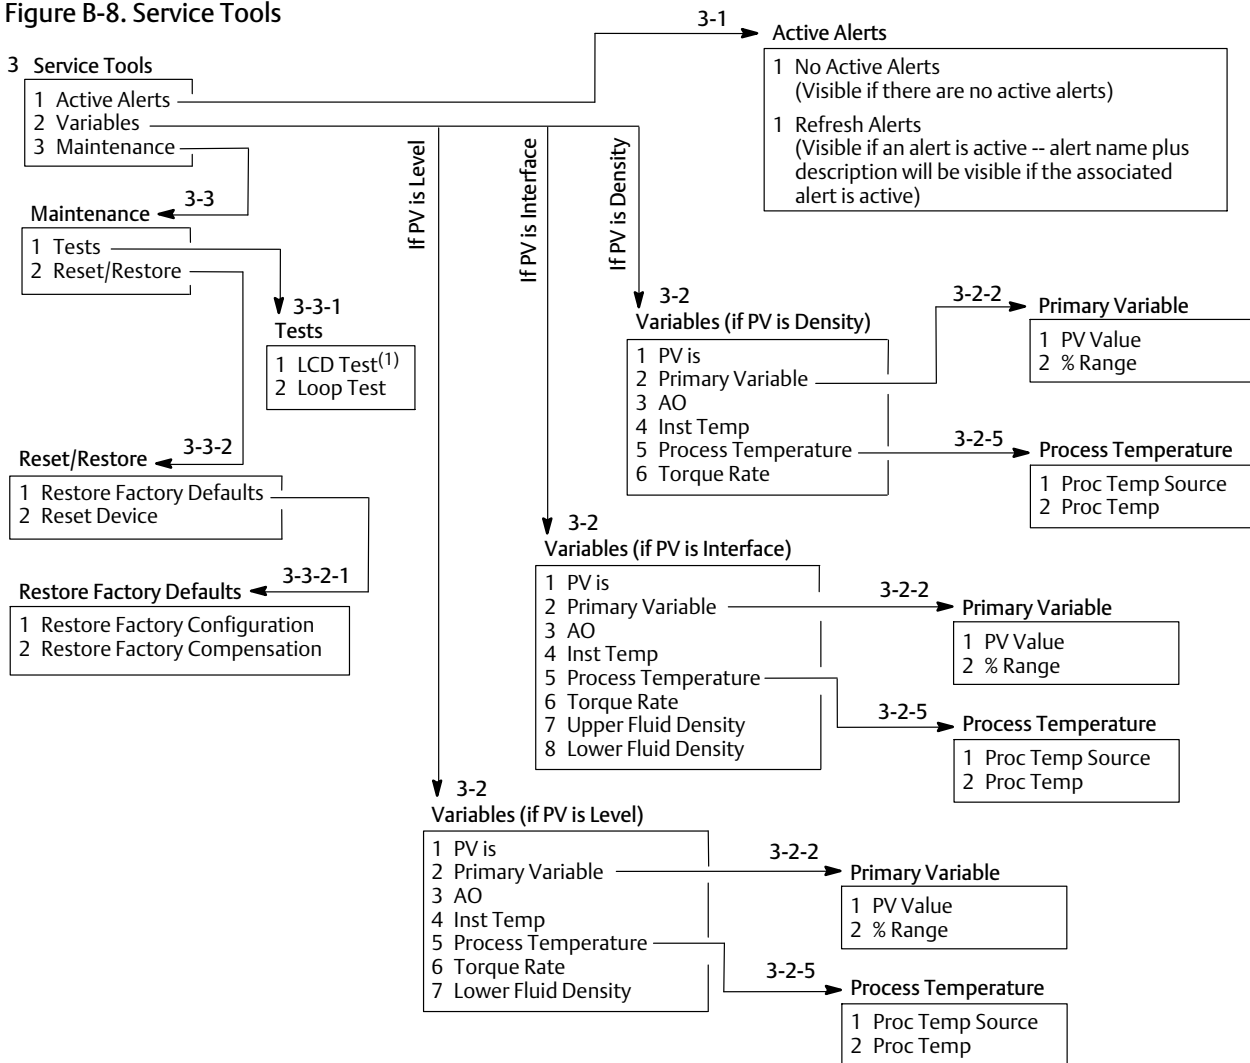 Figure B-8. Service Tools
3 Service Tools
1 Active Alerts
2 Variables
3 Maintenance
3-1
Active Alerts
1 No Active Alerts
(Visible if there are no active alerts)
1 Refresh Alerts
(Visible if an alert is active -- alert name plus
description will be visible if the associated
alert is active)
If PV is Level
If PV is Interface
If PV is Density
3-3
Maintenance
1 Tests
2 Reset/Restore
3-3-1
Tests
1 LCD Test(1)
2 Loop Test
3-3-2
Reset/Restore
1 Restore Factory Defaults
2 Reset Device
3-3-2-1
Restore Factory Defaults
1 Restore Factory Configuration
2 Restore Factory Compensation
3-2
Variables (if PV is Density)
1 PV is
2 Primary Variable
3 AO
4 Inst Temp
5 Process Temperature
6 Torque Rate
3-2-2
Primary Variable
1 PV Value
2 % Range
3-2-5
Process Temperature
1 Proc Temp Source
2 Proc Temp
3-2
Variables (if PV is Interface)
1 PV is
2 Primary Variable
3 AO
4 Inst Temp
5 Process Temperature
6 Torque Rate
7 Upper Fluid Density
8 Lower Fluid Density
3-2-2
Primary Variable
1 PV Value
2 % Range
3-2-5
Process Temperature
1 Proc Temp Source
2 Proc Temp
3-2
Variables (if PV is Level)
1 PV is
2 Primary Variable
3 AO
4 Inst Temp
5 Process Temperature
6 Torque Rate
7 Lower Fluid Density
3-2-2
Primary Variable
1 PV Value
2 % Range
3-2-5
Process Temperature
1 Proc Temp Source
2 Proc Temp